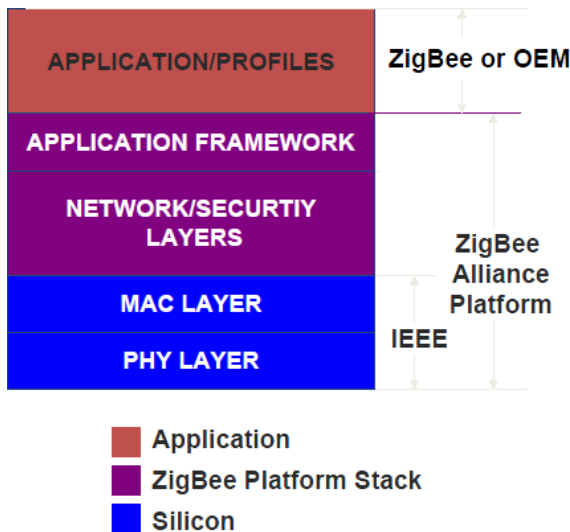 APPLICATION/PROFILES
ZigBee or OEM
APPLICATION FRAMEWORK
NETWORK/SECURTIY
LAYERS
ZigBee
Alliance
Platform
MAC LAYER
IEEE
PHY LAYER
Application
ZigBee Platform Stack
Silicon